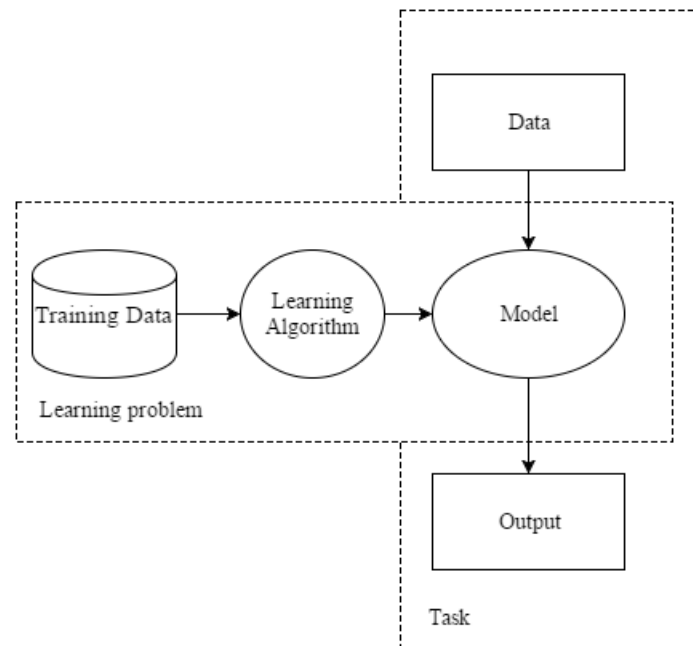 Data
Training Data
Learning
Algorithm
Model
Learning problem
Output
Task